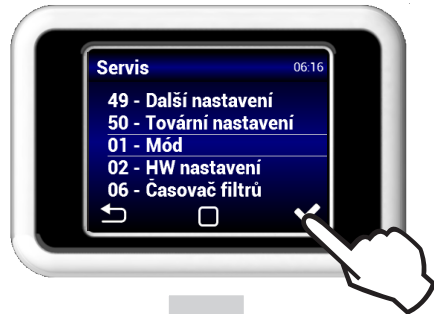 Servis 06:16
49 - Další nastavení
50 - Tovární nastavení
01 - Mód
02 - HW nastavení
06 - Časovač filtrů